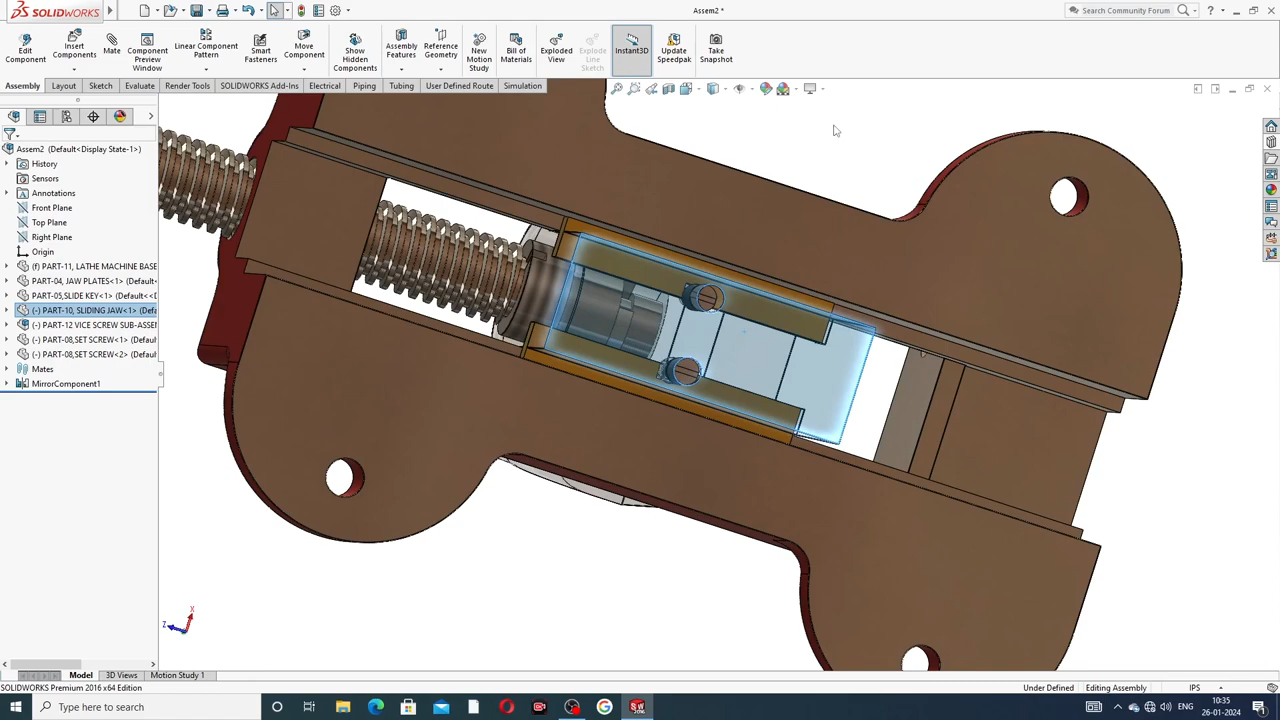 SOLIDWORKS
Assem2 *
Search Community Forum
Edit Component
Insert Components
Mate
Component Preview Window
Linear Component Pattern
Smart Fasteners
Move Component
Show Hidden Components
Assembly Features
Reference Geometry
New Motion Study
Bill of Materials
Exploded View
Explode Line Sketch
Instant3D
Update Speedpak
Take Snapshot
Assembly Layout Sketch Evaluate Render Tools SOLIDWORKS Add-Ins Electrical Piping Tubing User Defined Route Simulation
Assem2 (Default<Display State-1>)
History
Sensors
Annotations
Front Plane
Top Plane
Right Plane
Origin
(f) PART-11, LATHE MACHINE BASE
PART-04, JAW PLATES<1> (Default
PART-05,SLIDE KEY<1> (Default<<D
(-) PART-10, SLIDING JAW<1> (Defa
(-) PART-12 VICE SCREW SUB-ASSEM
(-) PART-08,SET SCREW<1> (Default
(-) PART-08,SET SCREW<2> (Default
Mates
MirrorComponent1
X
Z
Model 3D Views Motion Study 1
SOLIDWORKS Premium 2016 x64 Edition
Under Defined
Editing Assembly
IPS
Type here to search
ENG
10:35
26-01-2024